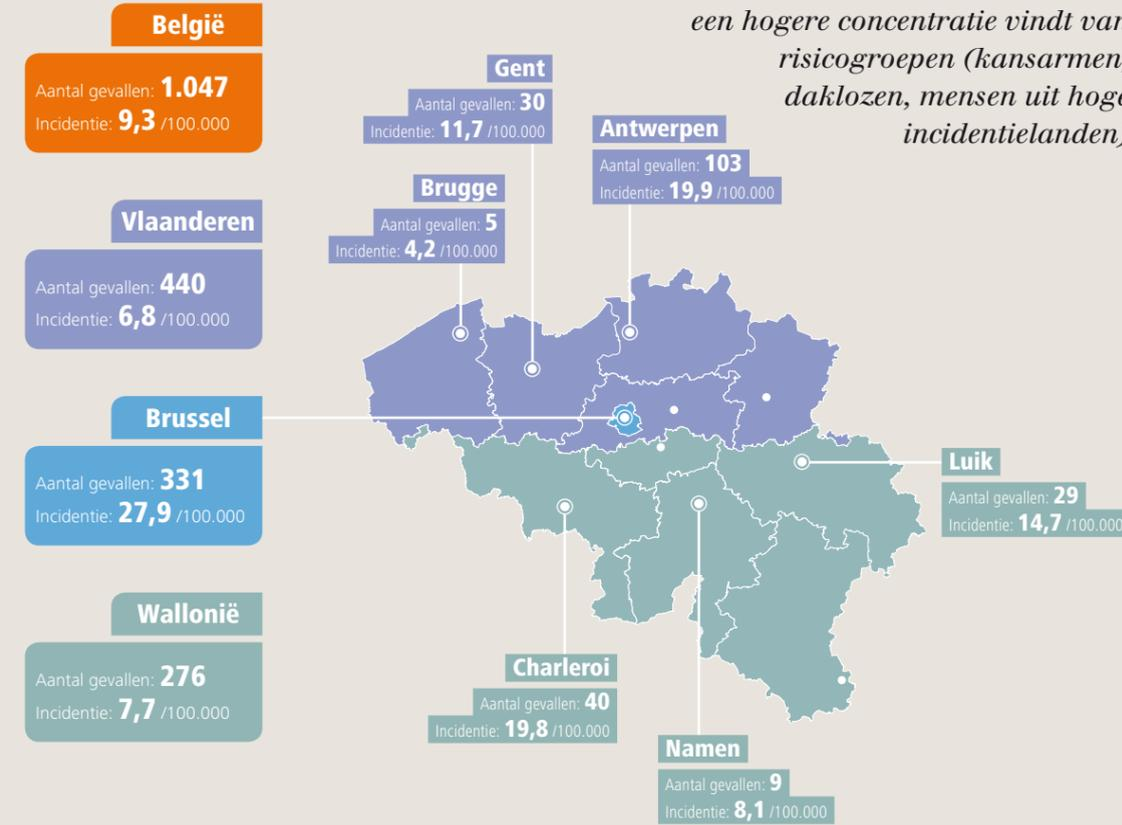 een hogere concentratie vindt van
risicogroepen (kansarmen,
daklozen, mensen uit hoge
incidentielanden)
België
Aantal gevallen: 1.047
Incidentie: 9,3 /100.000
Vlaanderen
Aantal gevallen: 440
Incidentie: 6,8 /100.000
Brussel
Aantal gevallen: 331
Incidentie: 27,9 /100.000
Wallonië
Aantal gevallen: 276
Incidentie: 7,7 /100.000
Gent
Aantal gevallen: 30
Incidentie: 11,7 /100.000
Antwerpen
Aantal gevallen: 103
Incidentie: 19,9 /100.000
Brugge
Aantal gevallen: 5
Incidentie: 4,2 /100.000
Luik
Aantal gevallen: 29
Incidentie: 14,7 /100.000
Charleroi
Aantal gevallen: 40
Incidentie: 19,8 /100.000
Namen
Aantal gevallen: 9
Incidentie: 8,1 /100.000